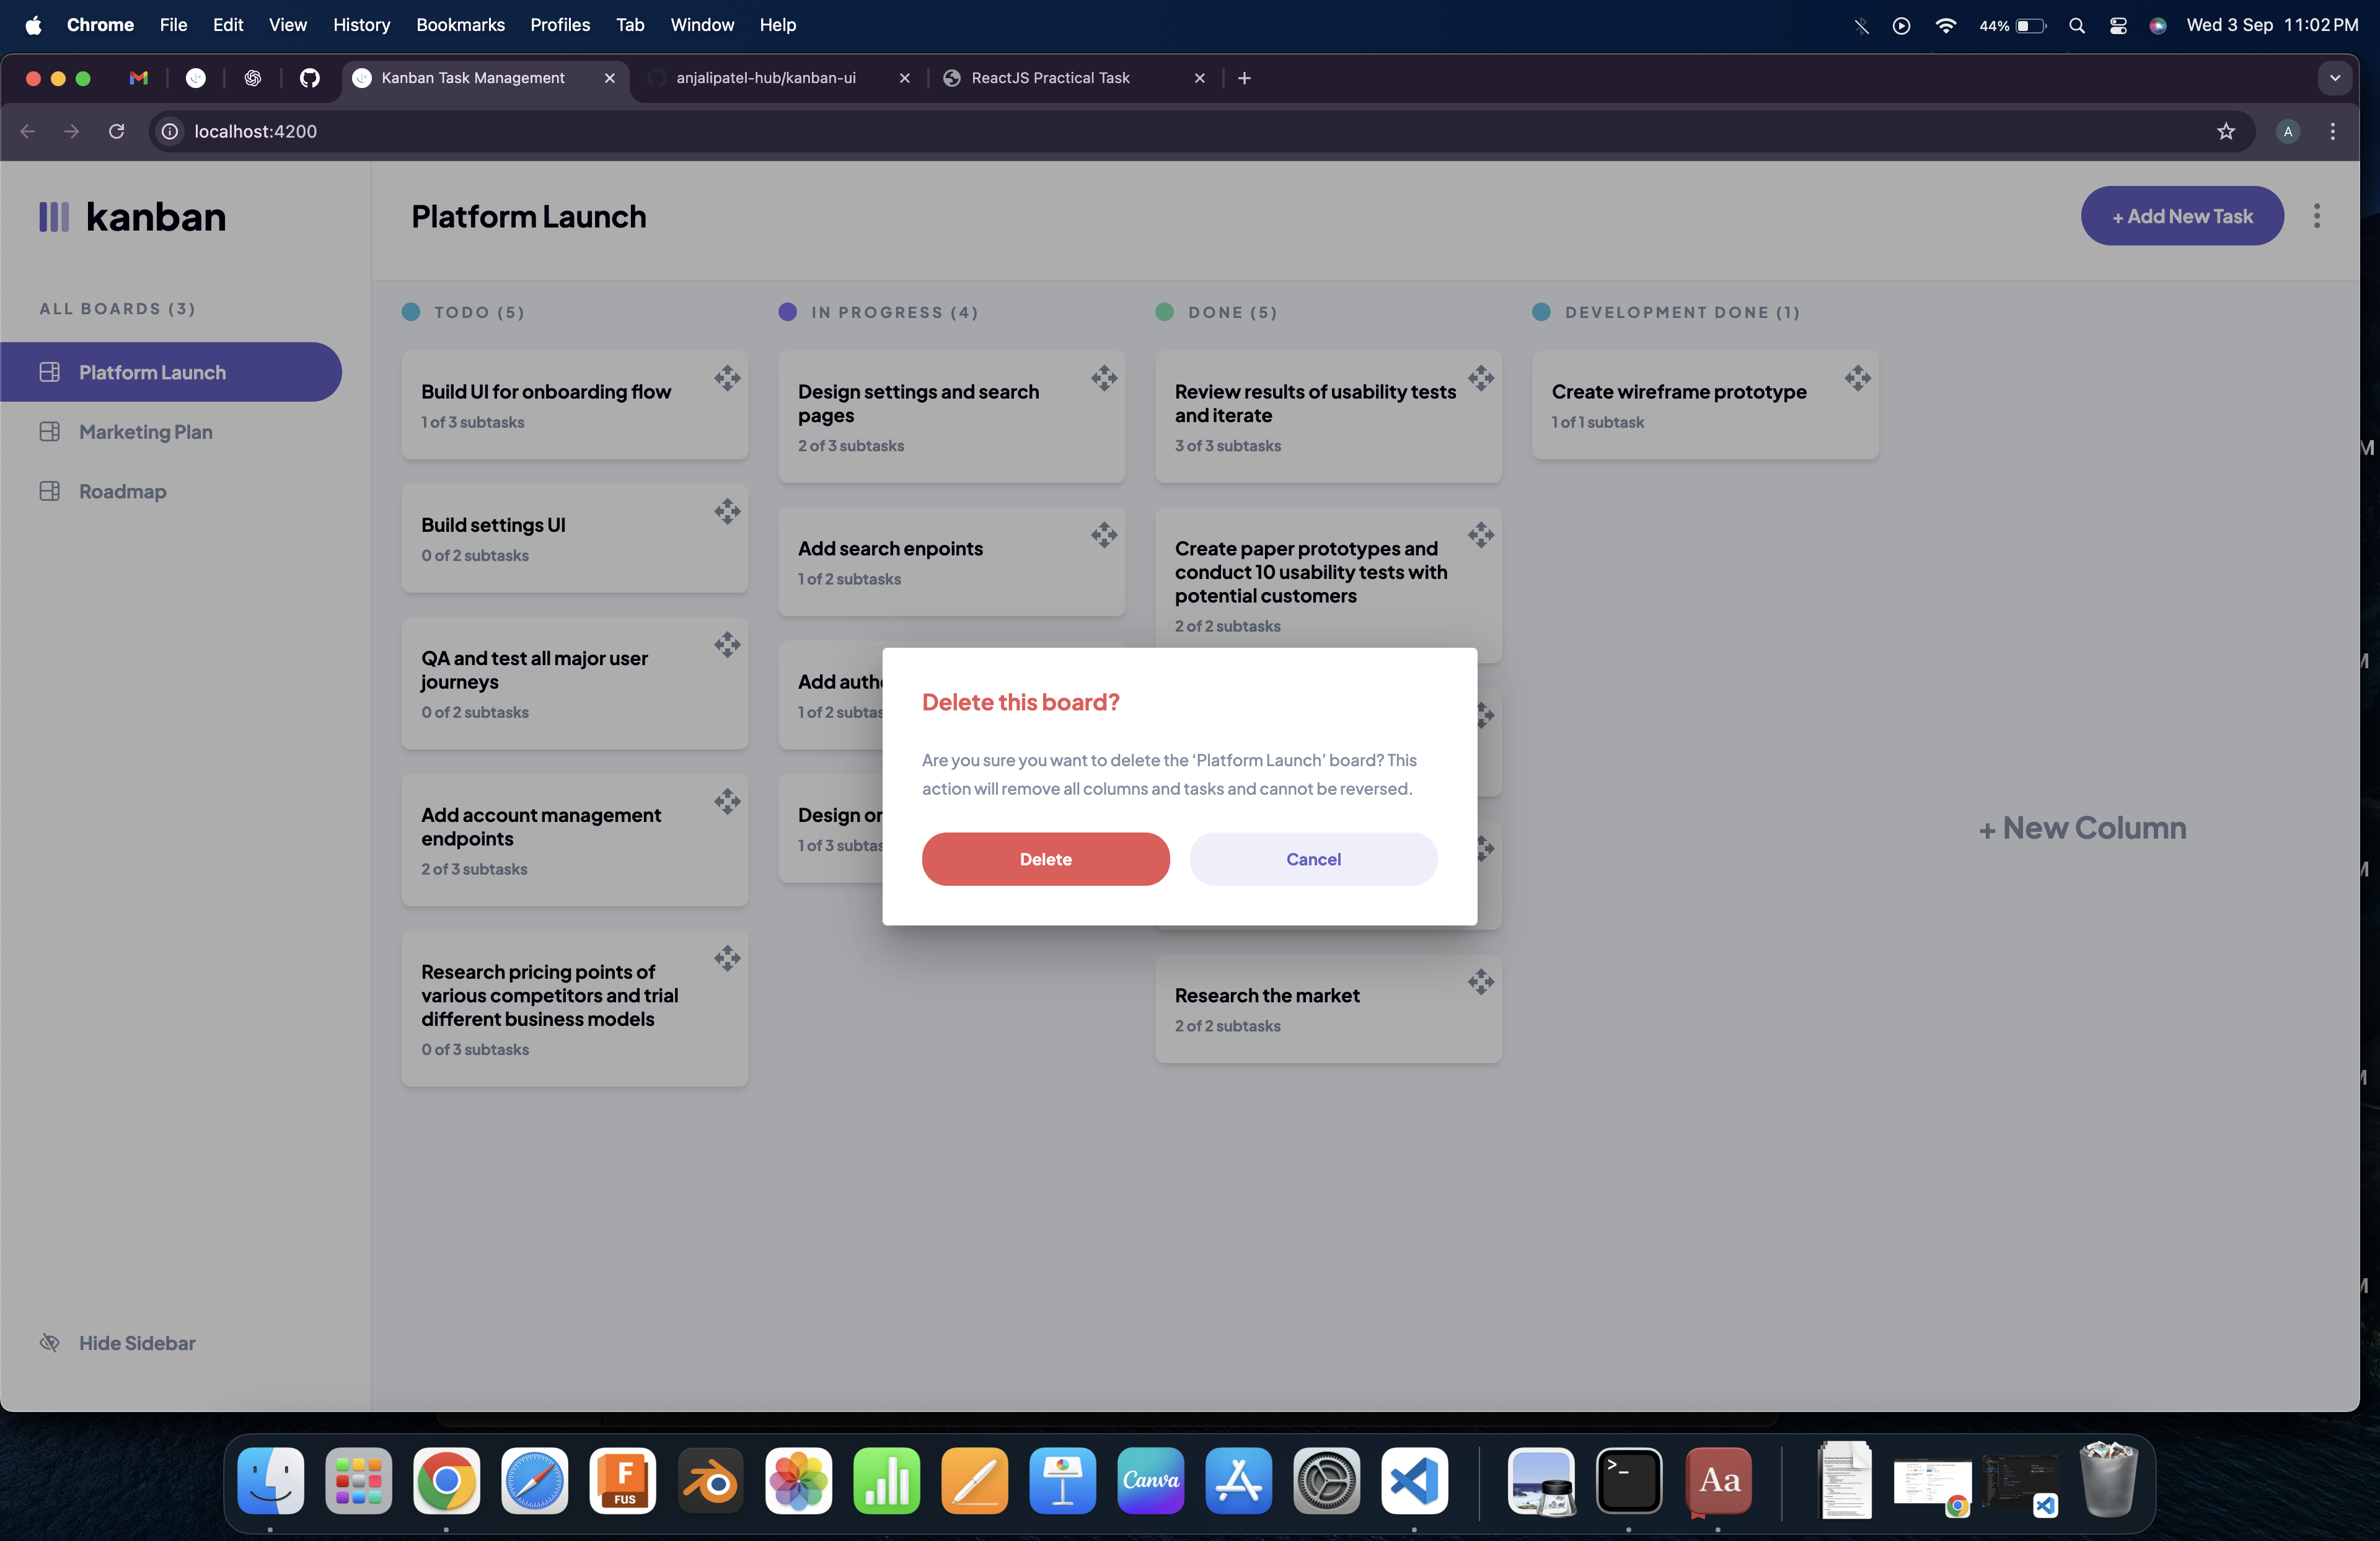 Chrome File Edit View History Bookmarks Profiles Tab Window Help
44% Wed 3 Sep 11:02 PM
Kanban Task Management
anjalipatel-hub/kanban-ui
ReactJS Practical Task
localhost:4200
A
kanban
ALL BOARDS (3)
Platform Launch
Marketing Plan
Roadmap
Hide Sidebar
Platform Launch
+ Add New Task
TODO (5)
Build UI for onboarding flow
1 of 3 subtasks
Build settings UI
0 of 2 subtasks
QA and test all major user
journeys
0 of 2 subtasks
Add account management
endpoints
2 of 3 subtasks
Research pricing points of
various competitors and trial
different business models
0 of 3 subtasks
IN PROGRESS (4)
Design settings and search
pages
2 of 3 subtasks
Add search enpoints
1 of 2 subtasks
Add
1 of 2
Design
1 of 3
DONE (5)
Review results of usability tests
and iterate
3 of 3 subtasks
Create paper prototypes and
conduct 10 usability tests with
potential customers
2 of 2 subtasks
Research the market
2 of 2 subtasks
DEVELOPMENT DONE (1)
Create wireframe prototype
1 of 1 subtask
+ New Column
Delete this board?
Are you sure you want to delete the ‘Platform Launch’ board? This
action will remove all columns and tasks and cannot be reversed.
Delete
Cancel
F
FUS
Canva
>_
Aa